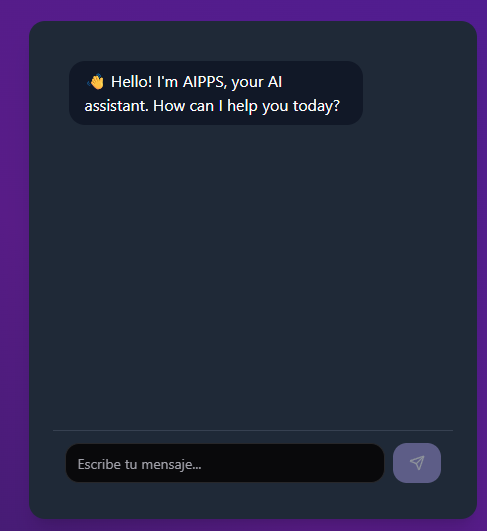 👋 Hello! I'm AIPPS, your AI
assistant. How can I help you today?
Escribe tu mensaje...